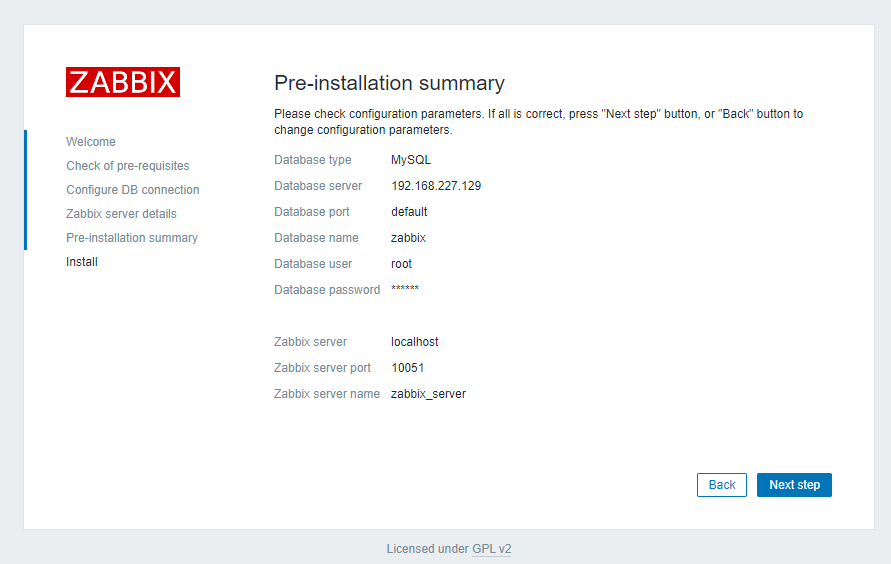 ZABBIX
Welcome
Check of pre-requisites
Configure DB connection
Zabbix server details
Pre-installation summary
Install
Pre-installation summary
Please check configuration parameters. If all is correct, press "Next step" button, or "Back" button to
change configuration parameters.
Database type MySQL
Database server 192.168.227.129
Database port default
Database name zabbix
Database user root
Database password ******
Zabbix server localhost
Zabbix server port 10051
Zabbix server name zabbix_server
Back Next step
Licensed under GPL v2